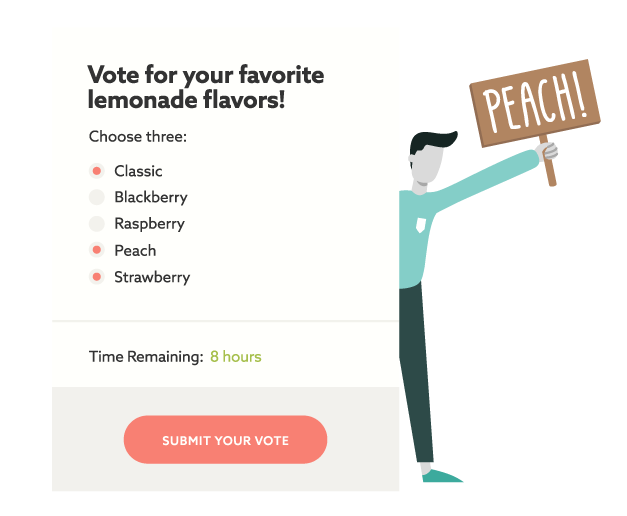 Vote for your favorite
lemonade flavors!
Choose three:
Classic
Blackberry
Raspberry
Peach
Strawberry
Time Remaining: 8 hours
SUBMIT YOUR VOTE
PEACH!